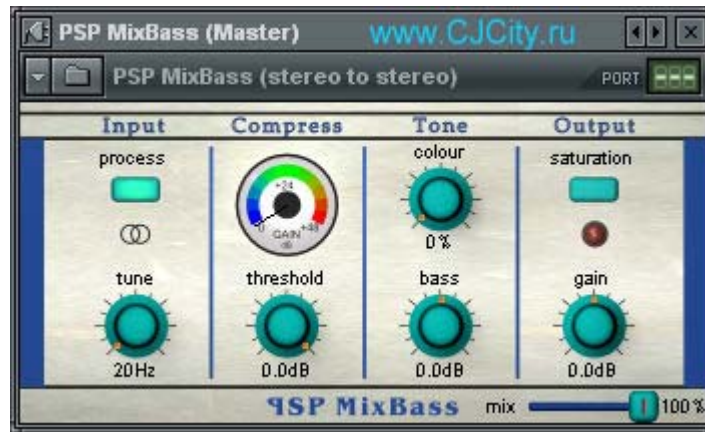 PSP MixBass (Master) www.CJCity.ru
PSP MixBass (stereo to stereo) PORT ---
Input Compress Tone Output
process colour saturation
+24
0 GAIN +48
dB
0%
tune threshold bass gain
20Hz 0.0dB 0.0dB 0.0dB
PSP MixBass mix 100%